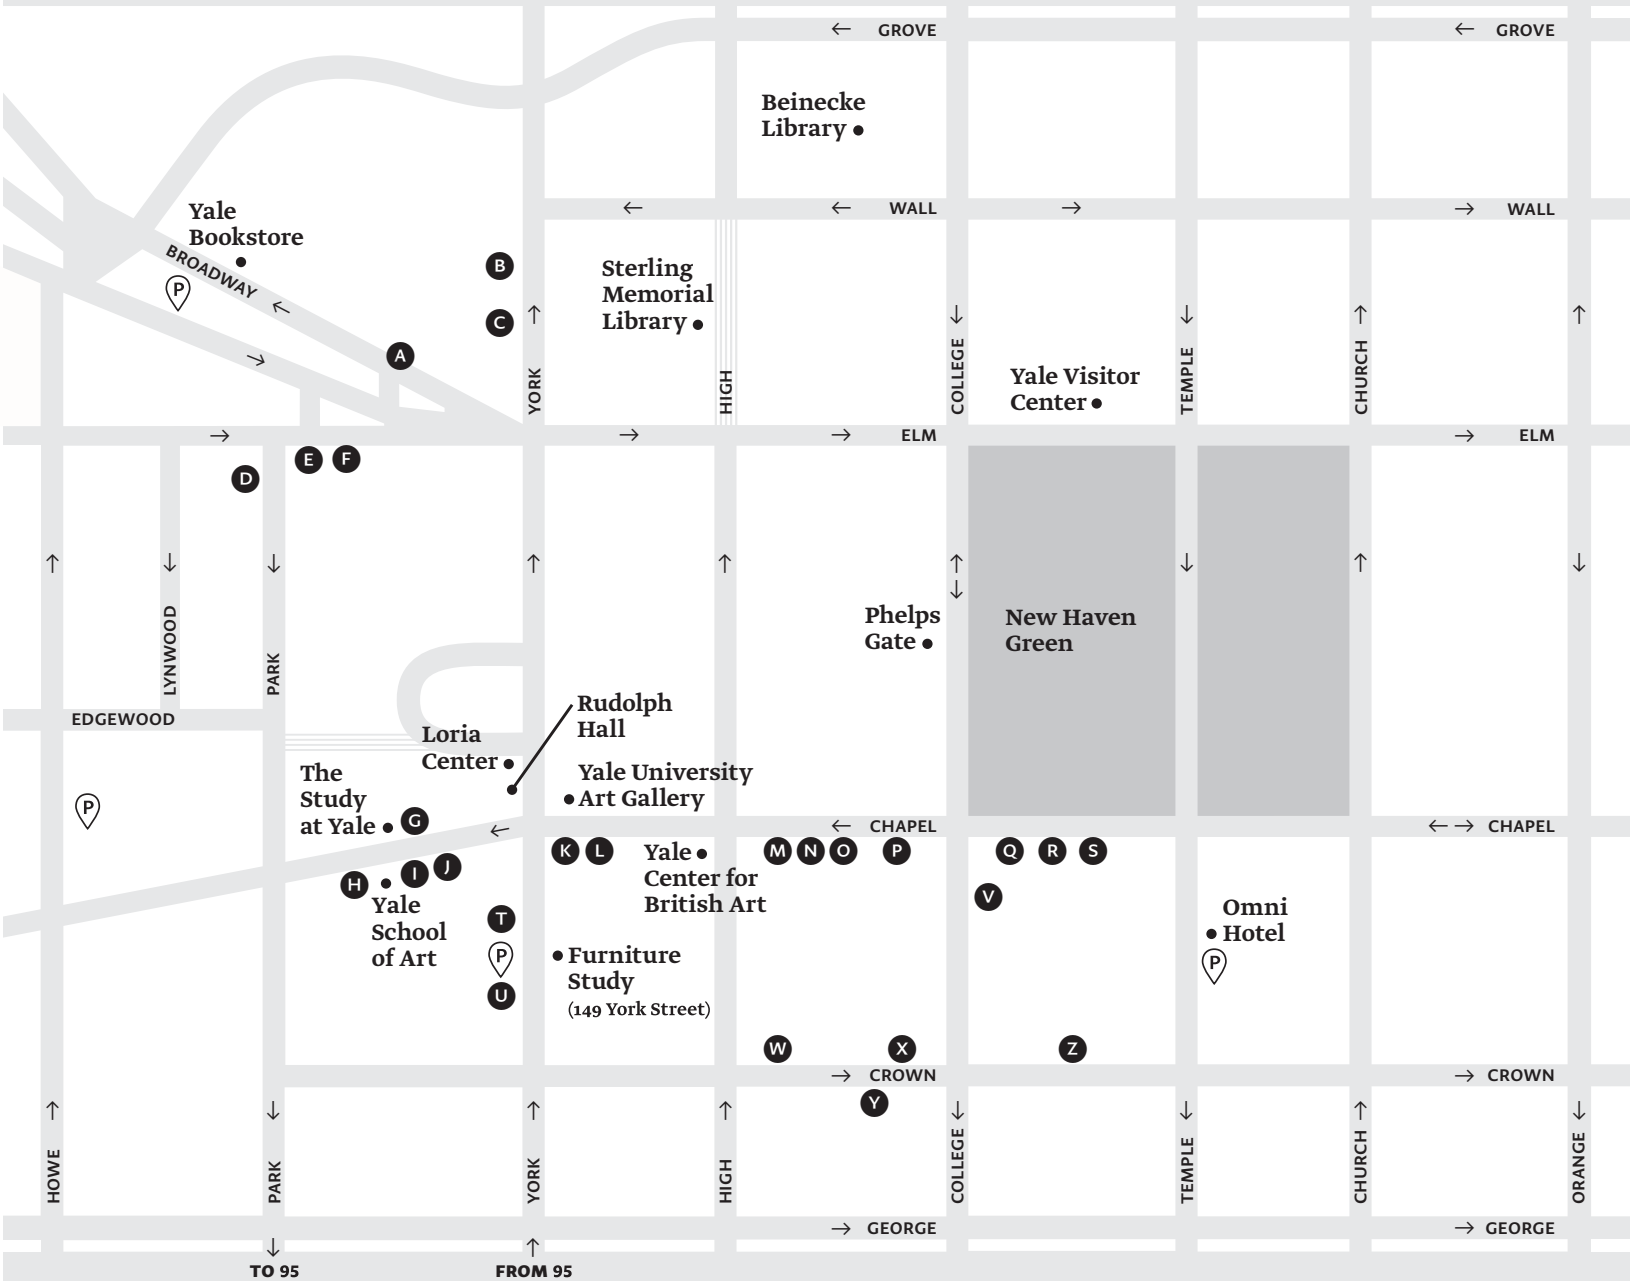 ← GROVE
← GROVE
Beinecke
Library
Yale
Bookstore
← ← WALL
→
→ WALL
BROADWAY
←
P
→
B
C
A
Sterling
Memorial
Library
↑
YORK
HIGH
↓
COLLEGE
Yale Visitor
Center
↓
TEMPLE
↑
CHURCH
↑
→
→
→ ELM
→ ELM
D
E
F
↑
↓
LYNWOOD
↓
PARK
↑
↑
↑
↓
↓
↑
↓
Phelps
Gate
New Haven
Green
EDGEWOOD
Rudolph
Hall
Loria
Center
The
Study
at Yale
Yale University
Art Gallery
P
G
←
← CHAPEL
← → CHAPEL
H
I
J
K
L
Yale
Center for
British Art
M
N
O
P
Q
R
S
Yale
School
of Art
T
P
U
V
Omni
Hotel
P
Furniture
Study
(149 York Street)
W
X
Z
→ CROWN
→ CROWN
Y
↑
HOWE
↓
PARK
↑
YORK
↑
HIGH
↓
COLLEGE
↓
TEMPLE
↑
CHURCH
↓
ORANGE
→ GEORGE
→ GEORGE
↓
TO 95
↑
FROM 95